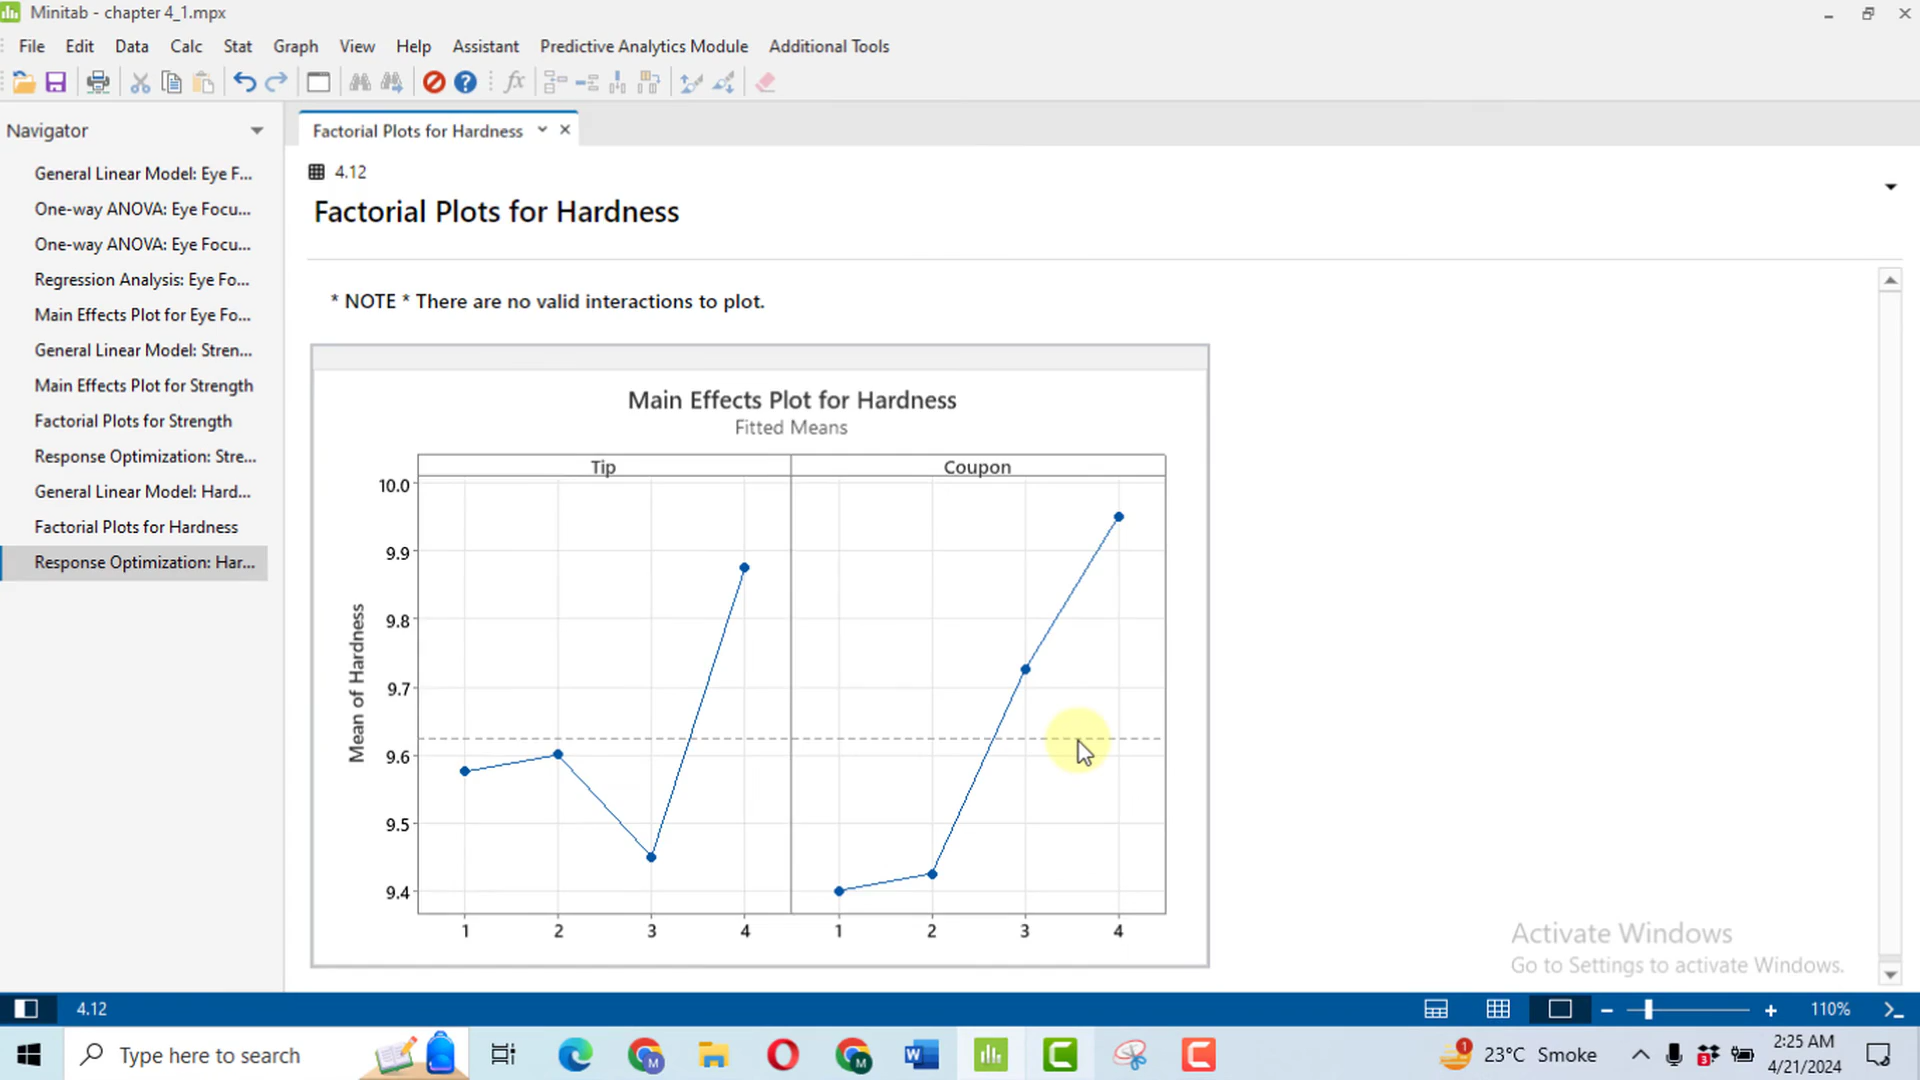 Minitab - chapter 4_1.mpx
File Edit Data Calc Stat Graph View Help Assistant Predictive Analytics Module Additional Tools
Navigator
General Linear Model: Eye F...
One-way ANOVA: Eye Focu...
One-way ANOVA: Eye Focu...
Regression Analysis: Eye Fo...
Main Effects Plot for Eye Fo...
General Linear Model: Stren...
Main Effects Plot for Strength
Factorial Plots for Strength
Response Optimization: Stre...
General Linear Model: Hard...
Factorial Plots for Hardness
Response Optimization: Har...
Factorial Plots for Hardness
4.12
Factorial Plots for Hardness
* NOTE * There are no valid interactions to plot.
Main Effects Plot for Hardness
Fitted Means
Tip Coupon
Mean of Hardness
10.0
9.9
9.8
9.7
9.6
9.5
9.4
1 2 3 4 1 2 3 4
Activate Windows
Go to Settings to activate Windows.
4.12 110%
Type here to search
1
3
23°C Smoke
2:25 AM
4/21/2024